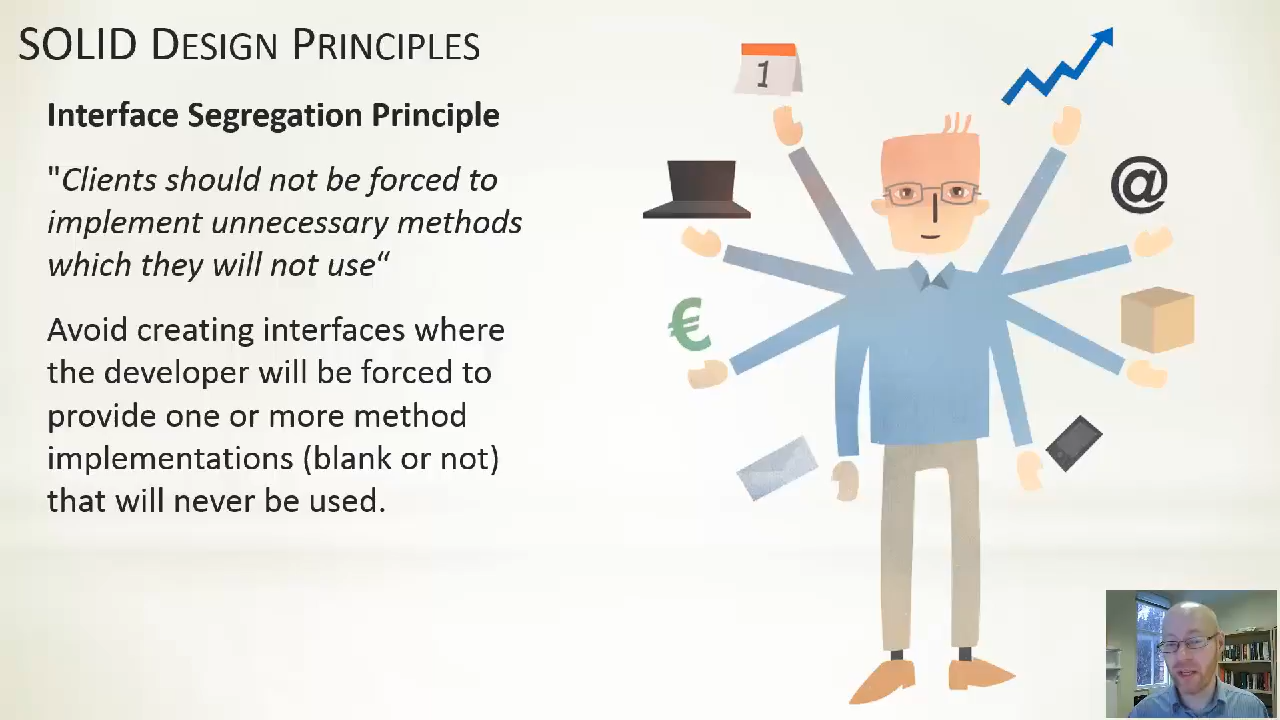 SOLID DESIGN PRINCIPLES
Interface Segregation Principle
"Clients should not be forced to
implement unnecessary methods
which they will not use“
Avoid creating interfaces where
the developer will be forced to
provide one or more method
implementations (blank or not)
that will never be used.
1
@
€